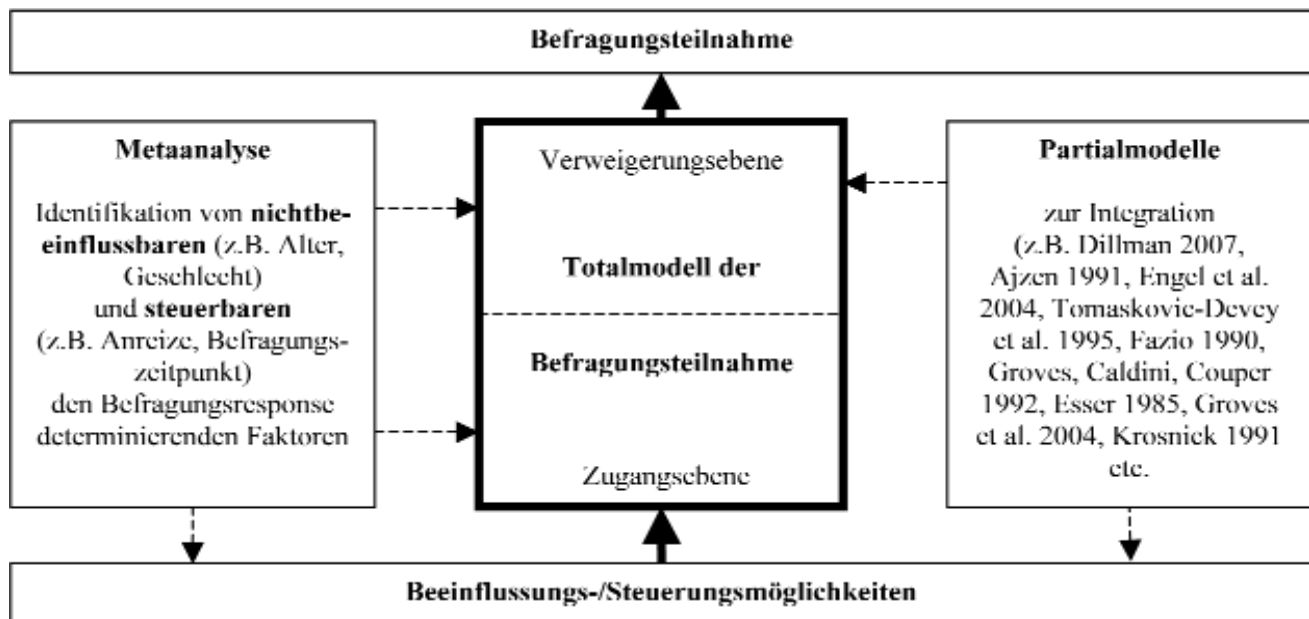 Befragungsteilnahme
Metaanalyse
Identifikation von nichtbe-
einflussbaren (z.B. Alter,
Geschlecht)
und steuerbaren
(z.B. Anreize, Befragungs-
zeitpunkt)
den Befragungsresponse
determinierenden Faktoren
Verweigerungsebene
Totalmodell der
Befragungsteilnahme
Zugangsebene
Partialmodelle
zur Integration
(z.B. Dillman 2007,
Ajzen 1991, Engel et al.
2004, Tomaskovic-Devey
et al. 1995, Fazio 1990,
Groves, Caldini, Couper
1992, Esser 1985, Groves
et al. 2004, Krosnick 1991
etc.
Beeinflussungs-/Steuerungsmöglichkeiten